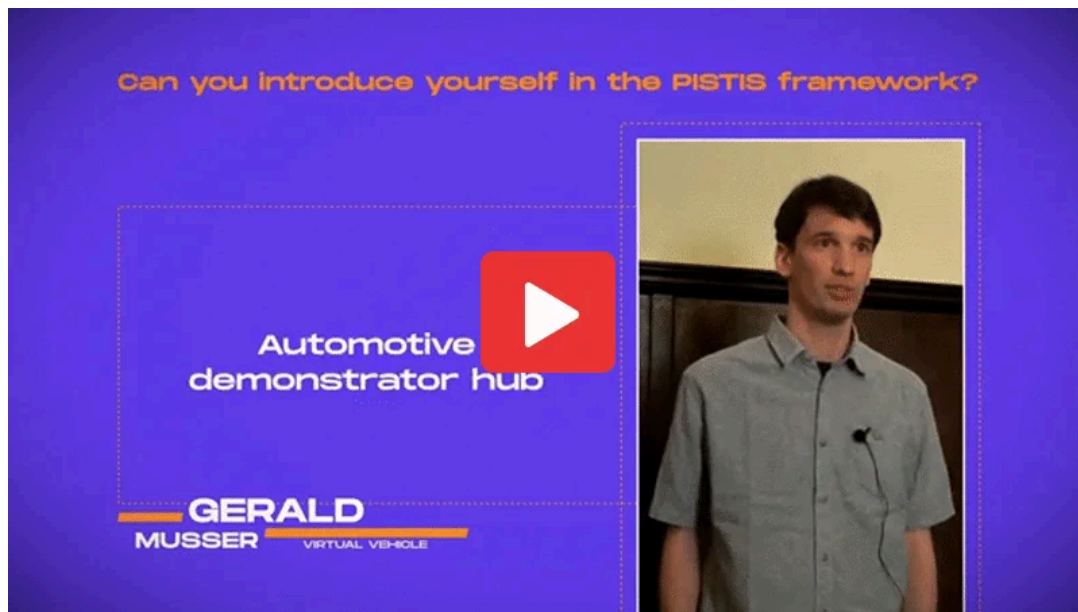 Can you introduce yourself in the PISTIS framework?
Automotive
demonstrator hub
GERALD
MUSSER
VIRTUAL VEHICLE